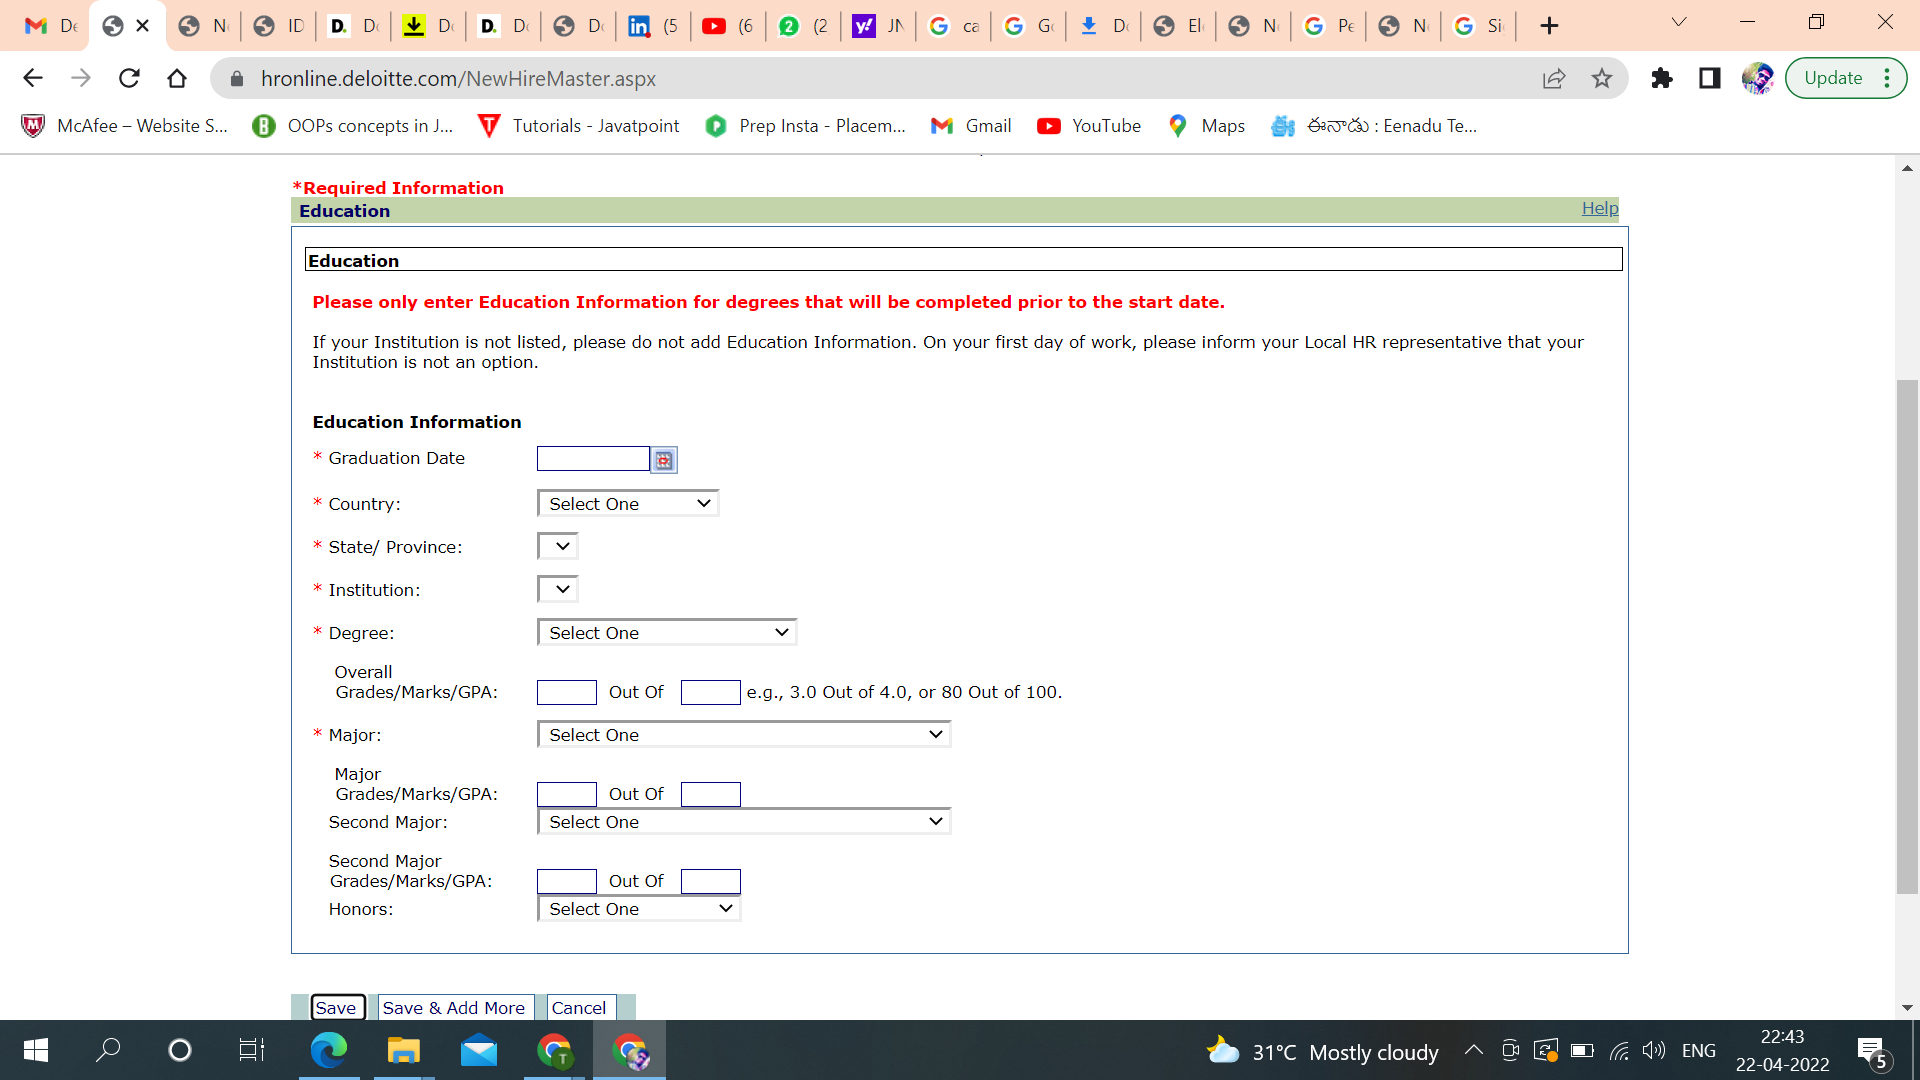 De
N
ID
D.
Do
Do
D.
Do
Do
in
(5
(6
2
(2
y!
JN
ca
Go
Do
El
N
Pe
N
Si
hronline.deloitte.com/NewHireMaster.aspx
Update
McAfee – Website S...
OOPs concepts in J...
Tutorials - Javatpoint
Prep Insta - Placem...
Gmail
YouTube
Maps
ఈనాడు : Eenadu Te...
*Required Information
Education
Help
Education
Please only enter Education Information for degrees that will be completed prior to the start date.
If your Institution is not listed, please do not add Education Information. On your first day of work, please inform your Local HR representative that your
Institution is not an option.
Education Information
* Graduation Date
* Country: Select One
* State/ Province:
* Institution:
* Degree: Select One
Overall
Grades/Marks/GPA: Out Of e.g., 3.0 Out of 4.0, or 80 Out of 100.
* Major: Select One
Major
Grades/Marks/GPA: Out Of
Second Major: Select One
Second Major
Grades/Marks/GPA: Out Of
Honors: Select One
Save
Save & Add More
Cancel
T
31°C Mostly cloudy
ENG
22:43
22-04-2022
5